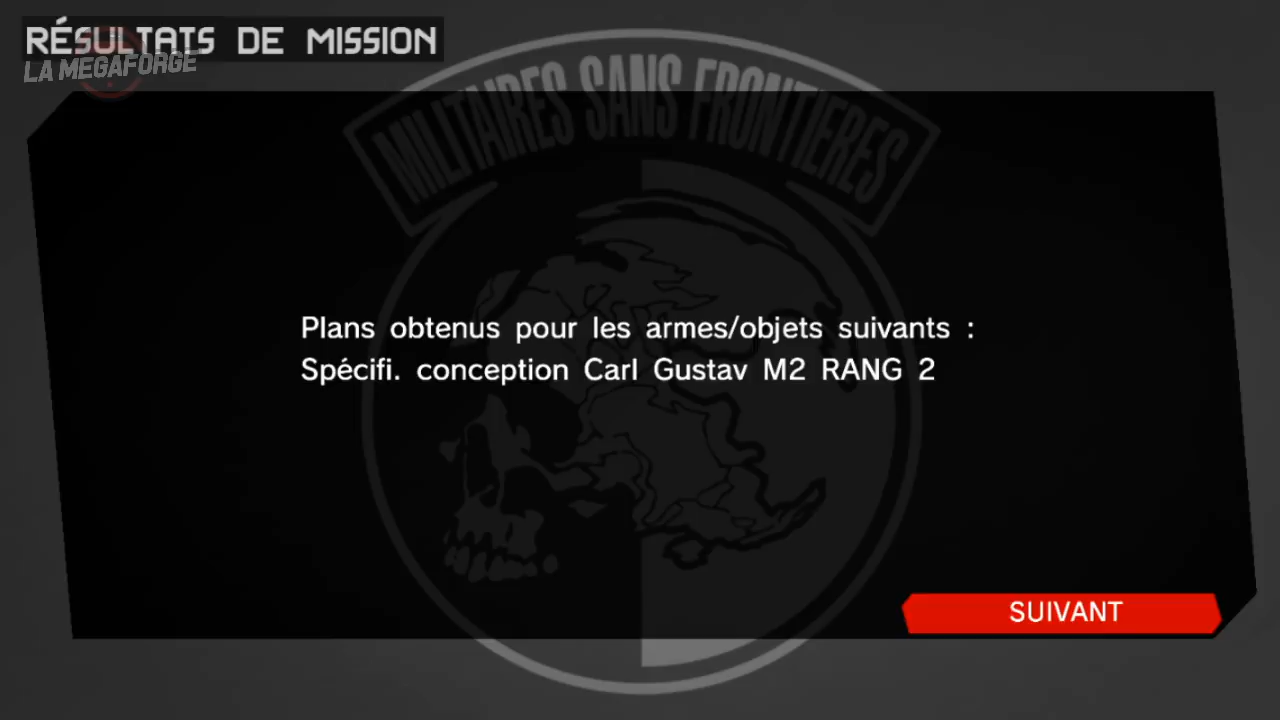 RÉSULTATS DE MISSION
LA MEGAFORGE
MILITAIRES SANS FRONTIERES
Plans obtenus pour les armes/objets suivants :
Spécifi. conception Carl Gustav M2 RANG 2
SUIVANT